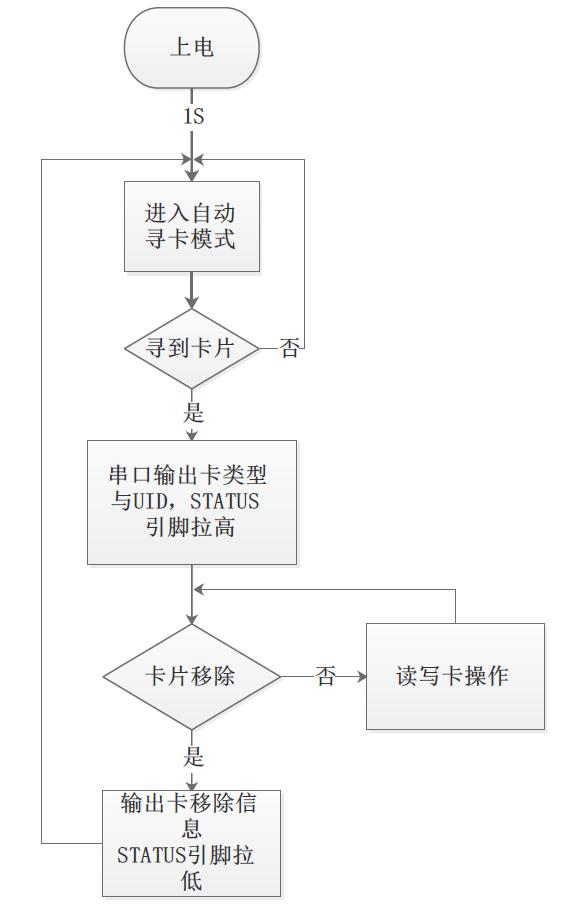 上电
1S
进入自动
寻卡模式
寻到卡片
否
是
串口输出卡类型
与UID，STATUS
引脚拉高
卡片移除
否
读写卡操作
是
输出卡移除信
息
STATUS引脚拉
低